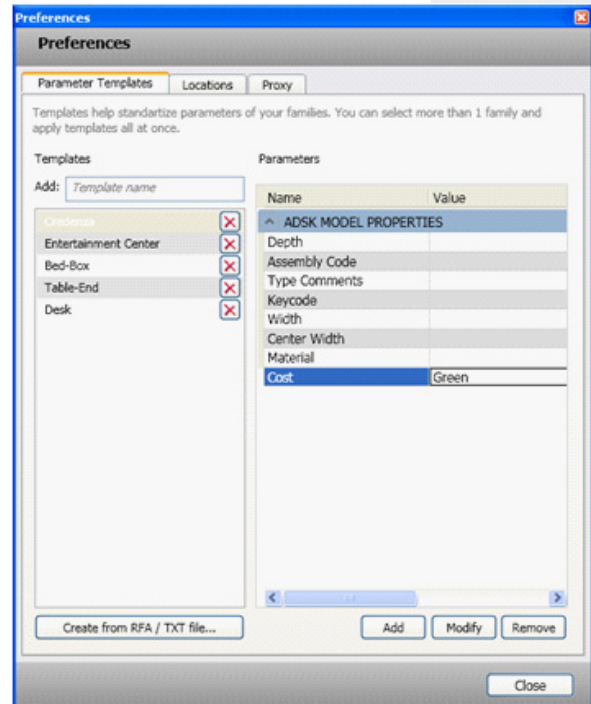 Preferences
Preferences
Parameter Templates Locations Proxy
Templates help standartize parameters of your families. You can select more than 1 family and
apply templates all at once.
Templates Parameters
Add: Template name
Name Value
Credenza
ADSK MODEL PROPERTIES
Entertainment Center
Depth
Bed-Box
Assembly Code
Type Comments
Table-End
Keycode
Desk
Width
Center Width
Material
Cost Green
Create from RFA / TXT file... Add Modify Remove
Close